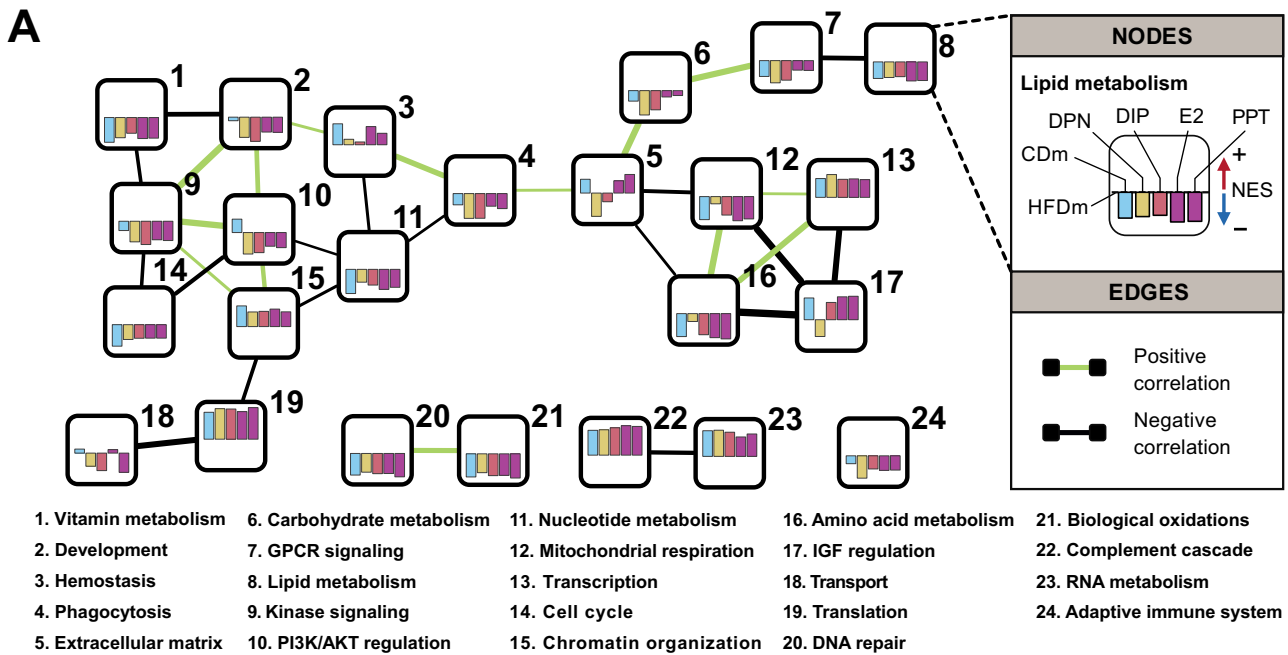 A
1
2
3
4
5
6
7
8
9
10
11
12
13
14
15
16
17
18
19
20
21
22
23
24
NODES
Lipid metabolism
DPN
DIP
E2
PPT
CDm
HFDm
+
NES
–
EDGES
Positive
correlation
Negative
correlation
1. Vitamin metabolism
2. Development
3. Hemostasis
4. Phagocytosis
5. Extracellular matrix
6. Carbohydrate metabolism
7. GPCR signaling
8. Lipid metabolism
9. Kinase signaling
10. PI3K/AKT regulation
11. Nucleotide metabolism
12. Mitochondrial respiration
13. Transcription
14. Cell cycle
15. Chromatin organization
16. Amino acid metabolism
17. IGF regulation
18. Transport
19. Translation
20. DNA repair
21. Biological oxidations
22. Complement cascade
23. RNA metabolism
24. Adaptive immune system